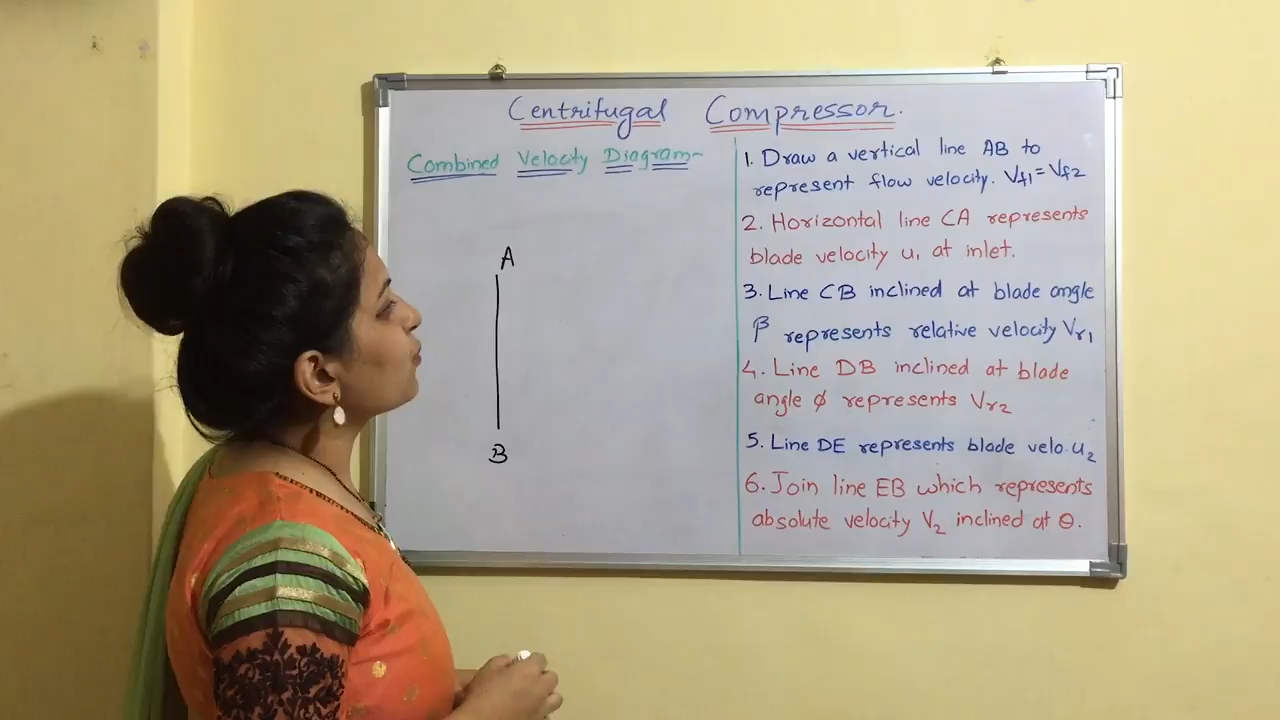 Centrifugal Compressor.
Combined Velocity Diagram-
A
B
1. Draw a vertical line AB to
represent flow velocity. Vf1 = Vf2
2. Horizontal line CA represents
blade velocity u1 at inlet.
3. Line CB inclined at blade angle
β represents relative velocity Vr1
4. Line DB inclined at blade
angle ϕ represents Vr2
5. Line DE represents blade velo. u2
6. Join line EB which represents
absolute velocity V2 inclined at θ.